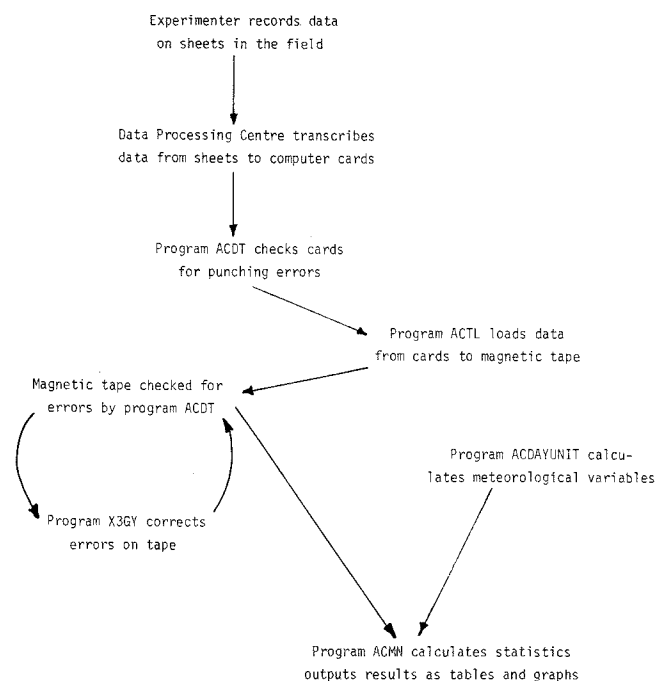 Experimenter records data
on sheets in the field
Data Processing Centre transcribes
data from sheets to computer cards
Program ACDT checks cards
for punching errors
Program ACTL loads data
from cards to magnetic tape
Magnetic tape checked for
errors by program ACDT
Program ACDAYUNIT calcu-
lates meteorological variables
Program X3GY corrects
errors on tape
Program ACMN calculates statistics
outputs results as tables and graphs